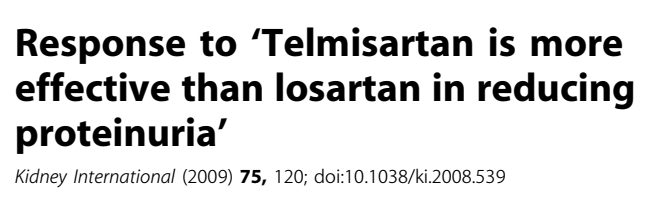 Response to ‘Telmisartan is more
effective than losartan in reducing
proteinuria’
Kidney International (2009) 75, 120; doi:10.1038/ki.2008.539